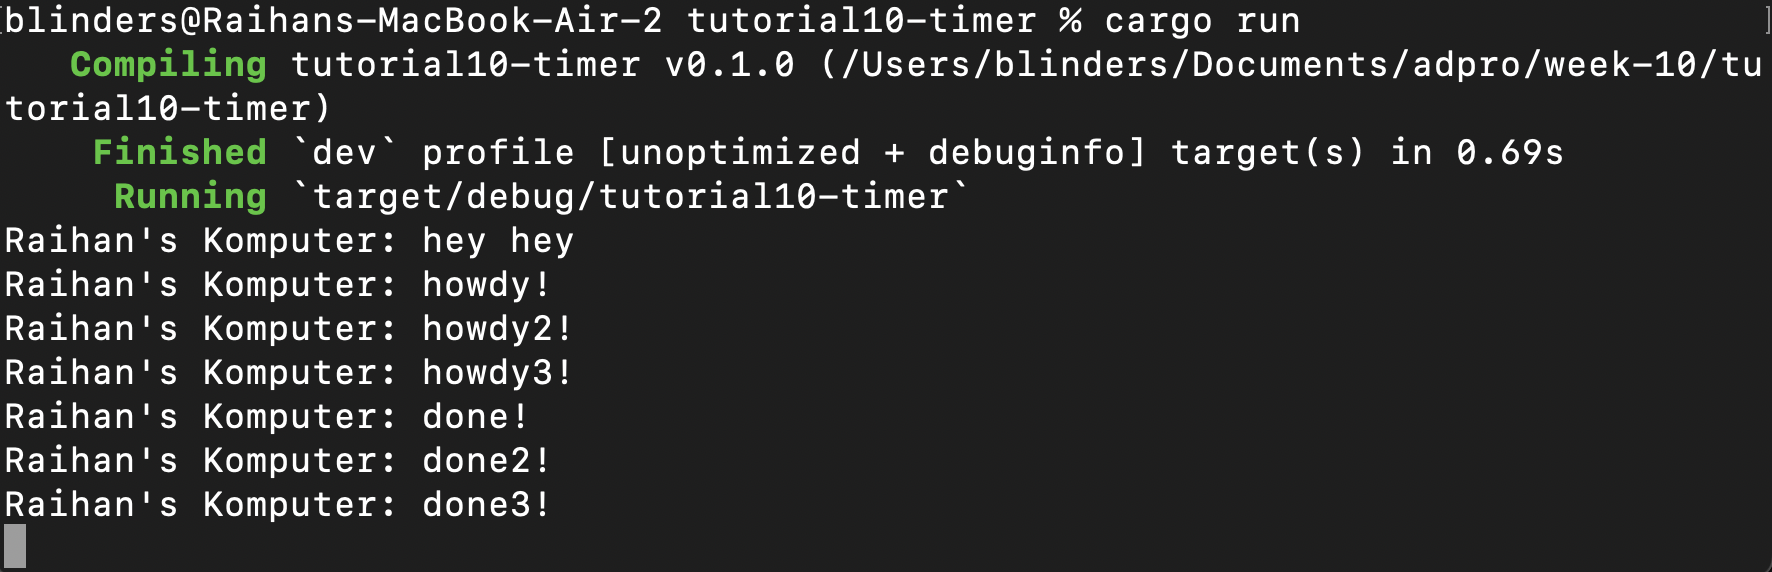 [blinders@Raihans-MacBook-Air-2 tutorial10-timer % cargo run ]
Compiling tutorial10-timer v0.1.0 (/Users/blinders/Documents/adpro/week-10/tu
torial10-timer)
Finished `dev` profile [unoptimized + debuginfo] target(s) in 0.69s
Running `target/debug/tutorial10-timer`
Raihan's Komputer: hey hey
Raihan's Komputer: howdy!
Raihan's Komputer: howdy2!
Raihan's Komputer: howdy3!
Raihan's Komputer: done!
Raihan's Komputer: done2!
Raihan's Komputer: done3!